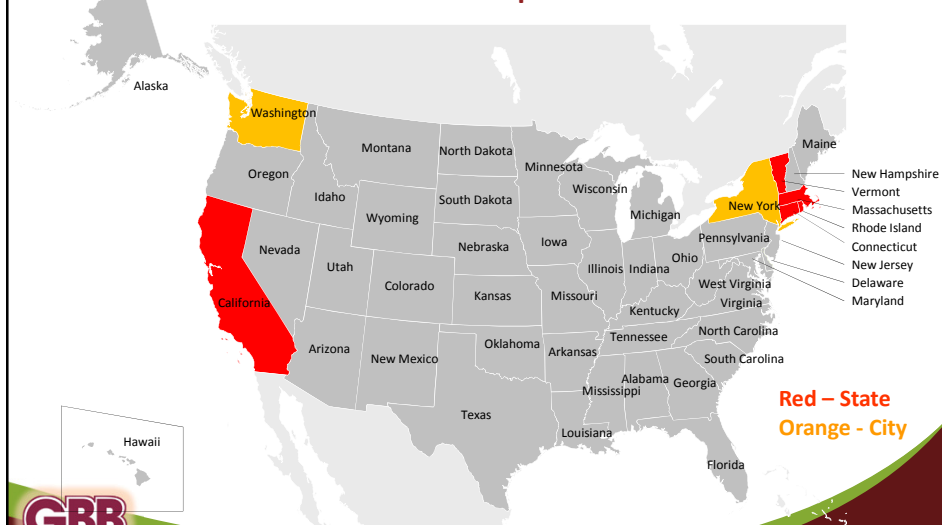 Alaska
Washington
Montana
North Dakota
Minnesota
Maine
Oregon
Idaho
Wyoming
South Dakota
Wisconsin
Michigan
New York
New Hampshire
Vermont
Massachusetts
Rhode Island
Connecticut
New Jersey
Delaware
Maryland
Nevada
Utah
Colorado
Nebraska
Iowa
Illinois
Indiana
Ohio
Pennsylvania
West Virginia
Virginia
California
Kansas
Missouri
Kentucky
Arizona
New Mexico
Oklahoma
Arkansas
Tennessee
North Carolina
South Carolina
Texas
Louisiana
Mississippi
Alabama
Georgia
Florida
Hawaii
Red – State
Orange - City
GBB